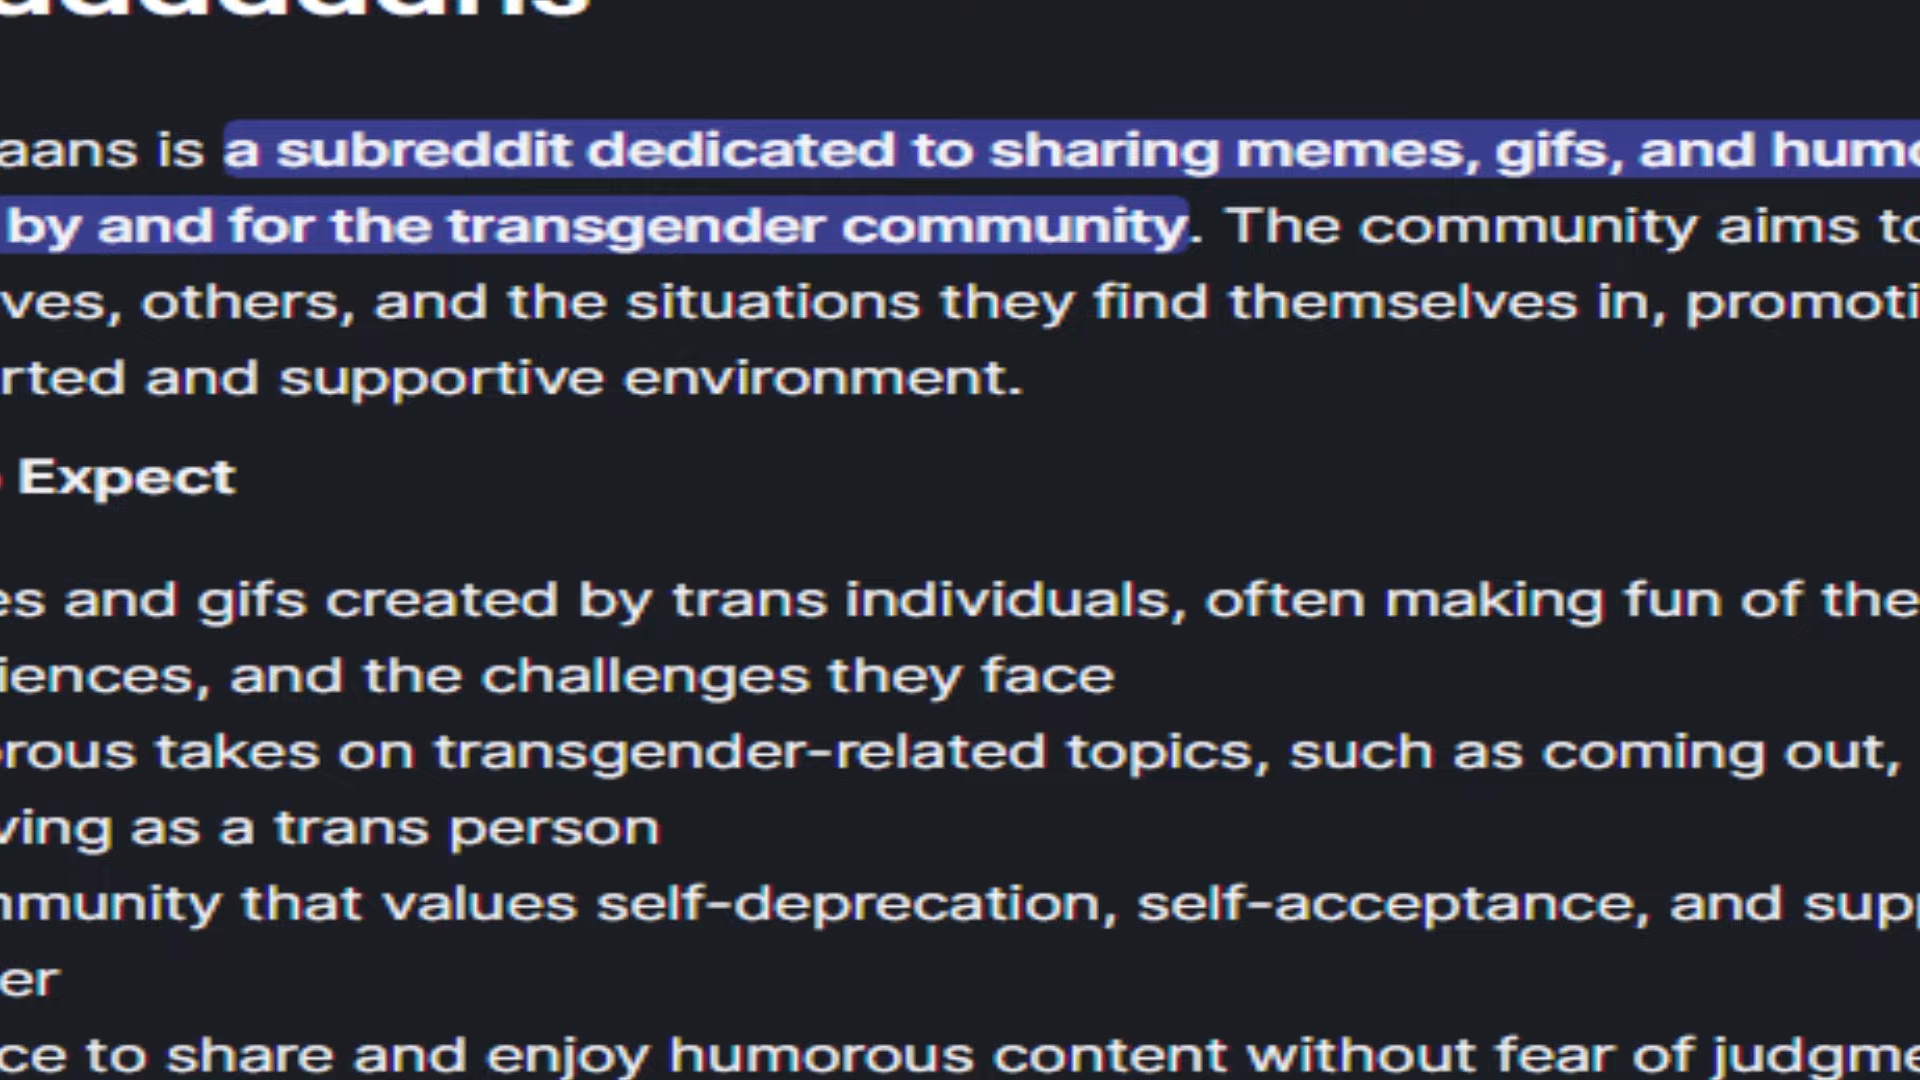 aans is a subreddit dedicated to sharing memes, gifs, and humo
by and for the transgender community. The community aims to
ves, others, and the situations they find themselves in, promoti
rted and supportive environment.
Expect
es and gifs created by trans individuals, often making fun of the
iences, and the challenges they face
rous takes on transgender-related topics, such as coming out,
ving as a trans person
mmunity that values self-deprecation, self-acceptance, and supp
er
ce to share and enjoy humorous content without fear of judgme